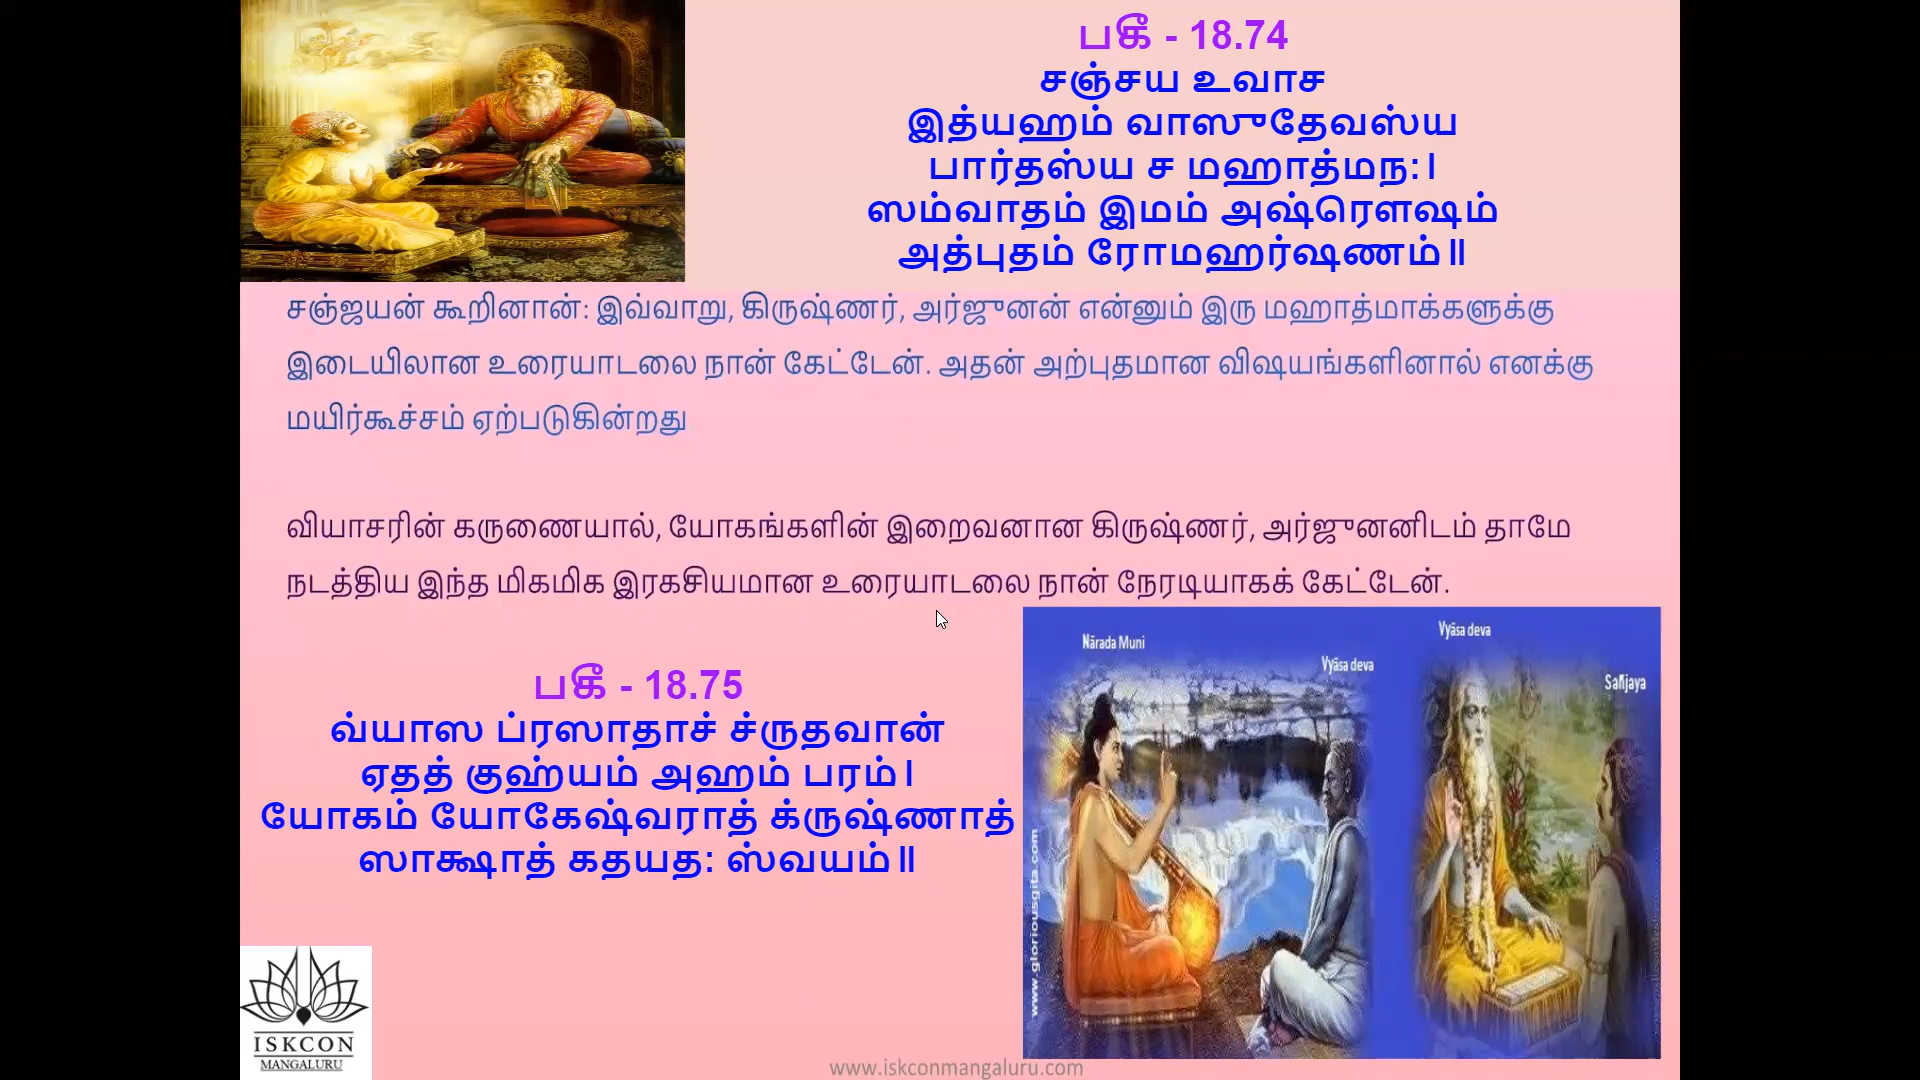 பகீ - 18.74
சஞ்சய உவாச
இத்யஹம் வாஸுதேவஸ்ய
பார்தஸ்ய ச மஹாத்மந: l
ஸம்வாதம் இமம் அஷ்ரௌஷம்
அத்புதம் ரோமஹர்ஷணம் ll
சஞ்ஜயன் கூறினான்: இவ்வாறு, கிருஷ்ணர், அர்ஜுனன் என்னும் இரு மஹாத்மாக்களுக்கு
இடையிலான உரையாடலை நான் கேட்டேன். அதன் அற்புதமான விஷயங்களினால் எனக்கு
மயிர்கூச்சம் ஏற்படுகின்றது
வியாசரின் கருணையால், யோகங்களின் இறைவனான கிருஷ்ணர், அர்ஜுனனிடம் தாமே
நடத்திய இந்த மிகமிக இரகசியமான உரையாடலை நான் நேரடியாகக் கேட்டேன்.
பகீ - 18.75
வ்யாஸ ப்ரஸாதாச் ச்ருதவான்
ஏதத் குஹ்யம் அஹம் பரம் l
யோகம் யோகேஷ்வராத் க்ருஷ்ணாத்
ஸாக்ஷாத் கதயத: ஸ்வயம் ll
Nārada Muni
Vyāsa deva
Vyāsa deva
Sañjaya
www.gloriousgita.com
ISKCON
MANGALURU
www.iskconmangaluru.com